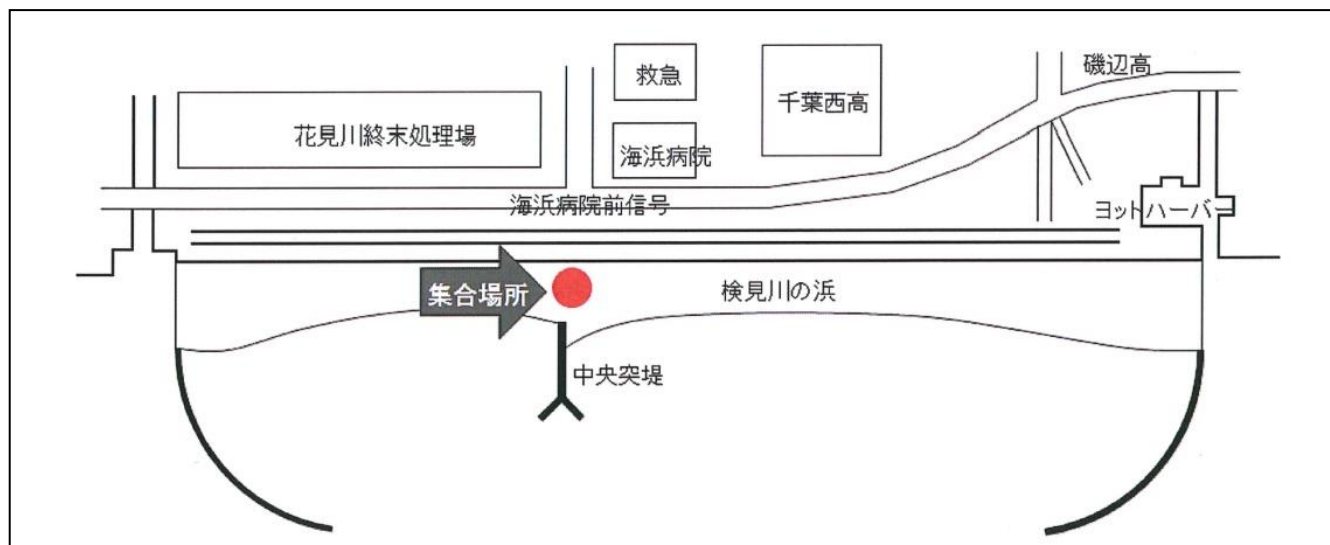 救急
磯辺高
千葉西高
花見川終末処理場
海浜病院
海浜病院前信号
ヨットハーバー
集合場所
検見川の浜
中央突堤